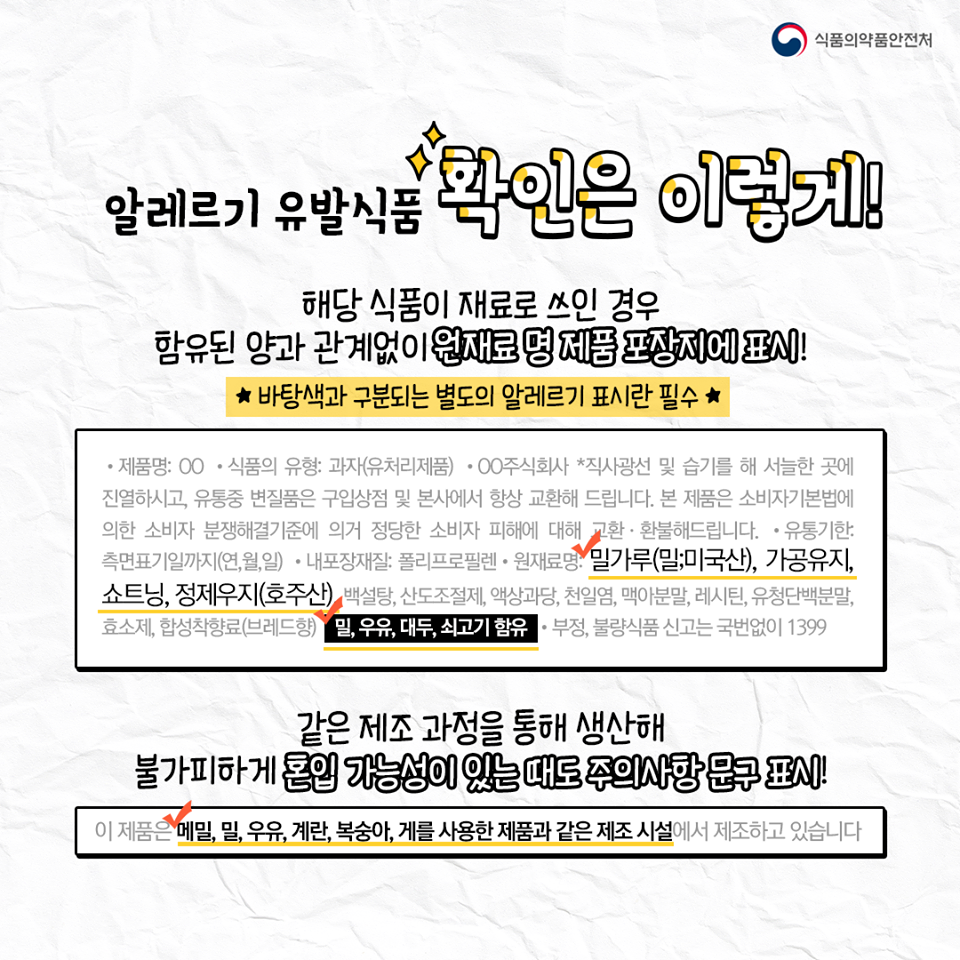 식품의약품안전처
알레르기 유발식품 확인은 이렇게!
해당 식품이 재료로 쓰인 경우
함유된 양과 관계없이 원재료 명 제품 포장지에 표시!
★ 바탕색과 구분되는 별도의 알레르기 표시란 필수 ★
• 제품명: OO • 식품의 유형: 과자(유처리제품) • OO주식회사 *직사광선 및 습기를 해 서늘한 곳에
진열하시고, 유통중 변질품은 구입상점 및 본사에서 항상 교환해 드립니다. 본 제품은 소비자기본법에
의한 소비자 분쟁해결기준에 의거 정당한 소비자 피해에 대해 교환 · 환불해드립니다. • 유통기한:
측면표기일까지(연,월,일) • 내포장재질: 폴리프로필렌 • 원재료명: 밀가루(밀;미국산), 가공유지,
쇼트닝, 정제우지(호주산), 백설탕, 산도조절제, 액상과당, 천일염, 맥아분말, 레시틴, 유청단백분말,
효소제, 합성착향료(브레드향) 밀, 우유, 대두, 쇠고기 함유 • 부정, 불량식품 신고는 국번없이 1399
같은 제조 과정을 통해 생산해
불가피하게 혼입 가능성이 있는 때도 주의사항 문구 표시!
이 제품은 메밀, 밀, 우유, 계란, 복숭아, 게를 사용한 제품과 같은 제조 시설에서 제조하고 있습니다